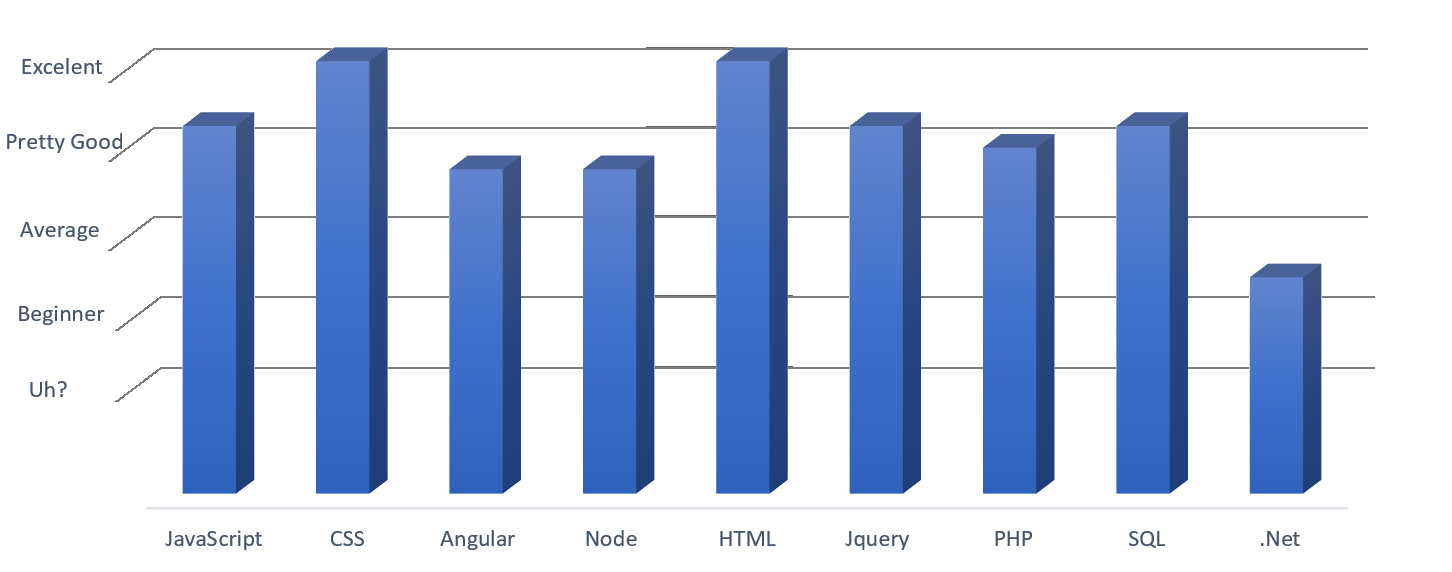 Excelent
Pretty Good
Average
Beginner
Uh?
JavaScript CSS Angular Node HTML Jquery PHP SQL .Net